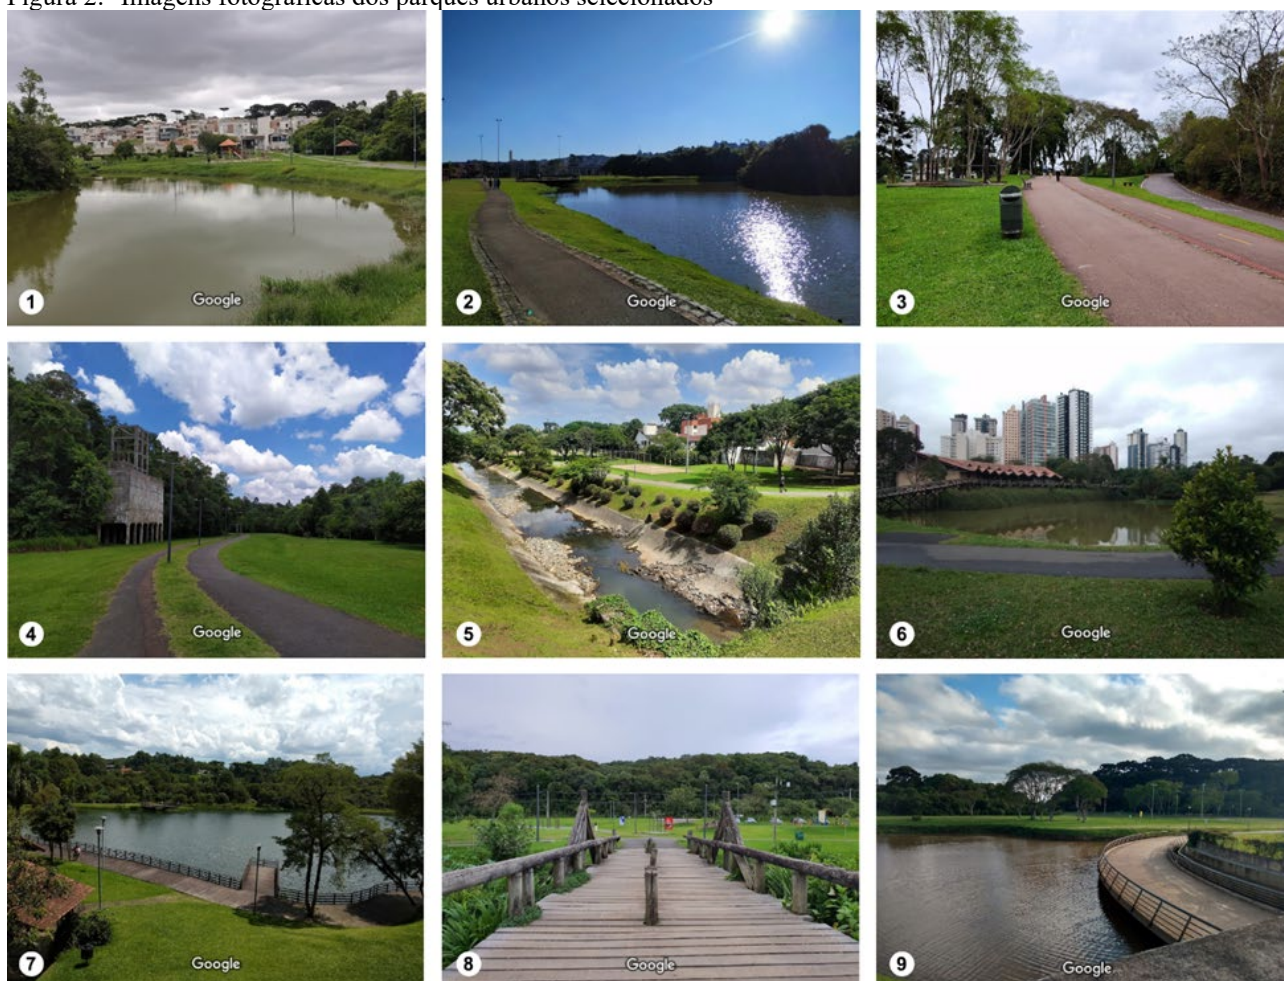 Figura 2: Imagens fotográficas dos parques urbanos selecionados
1 Google
2 Google
3 Google
4 Google
5 Google
6 Google
7 Google
8 Google
9 Google